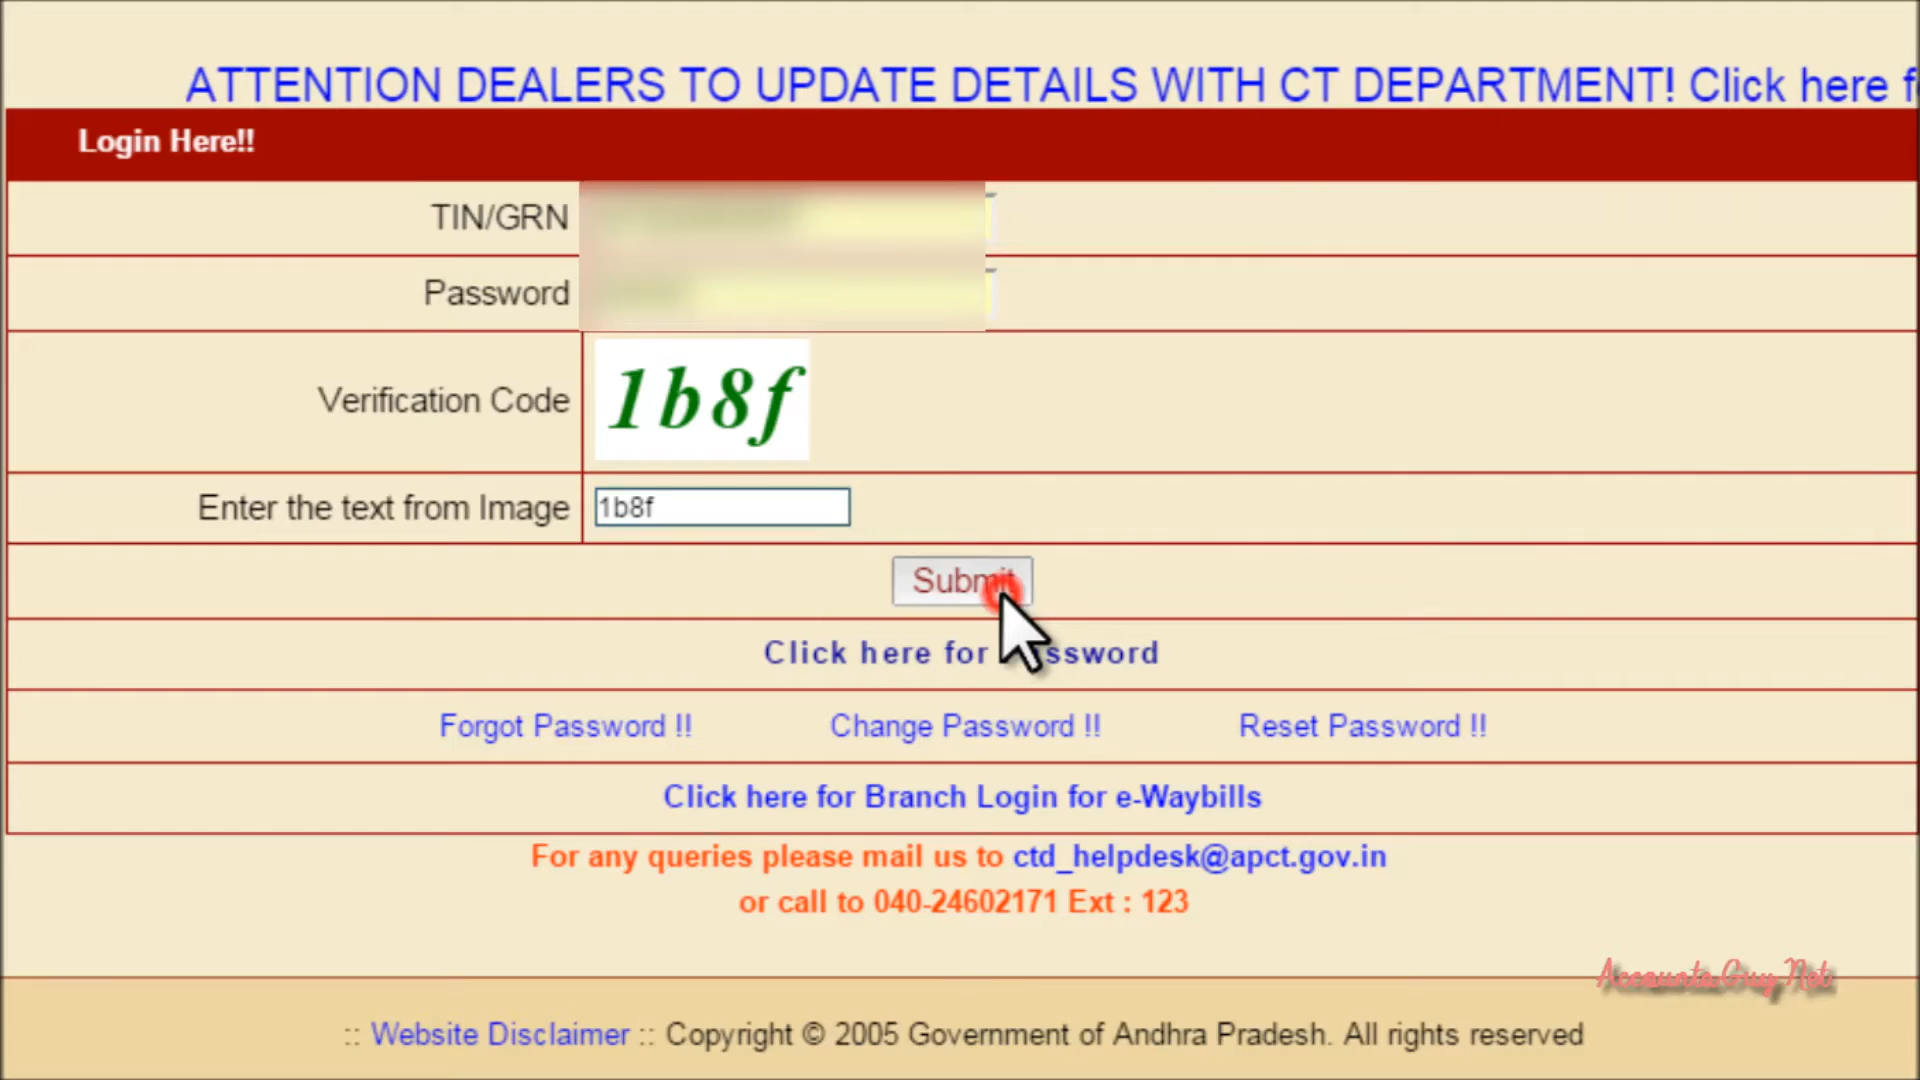 ATTENTION DEALERS TO UPDATE DETAILS WITH CT DEPARTMENT! Click here
Login Here!!
TIN/GRN
Password
Verification Code
1b8f
Enter the text from Image
1b8f
Submit
Click here for Password
Forgot Password !! Change Password !! Reset Password !!
Click here for Branch Login for e-Waybills
For any queries please mail us to ctd_helpdesk@apct.gov.in
or call to 040-24602171 Ext : 123
AccountsGuy.Net
:: Website Disclaimer :: Copyright © 2005 Government of Andhra Pradesh. All rights reserved